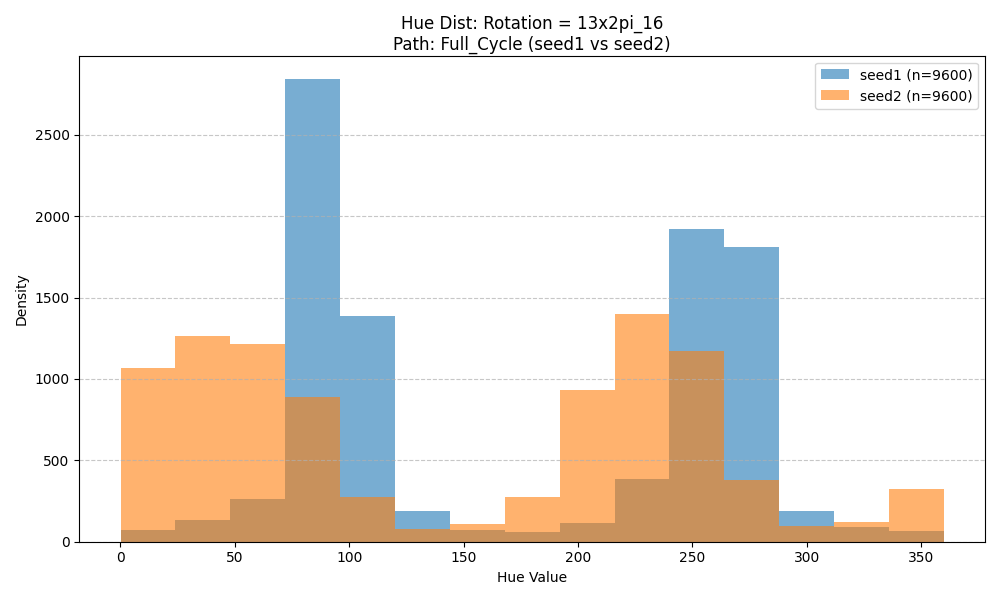 Hue Dist: Rotation = 13x2pi_16
Path: Full_Cycle (seed1 vs seed2)
seed1 (n=9600)
seed2 (n=9600)
Density
2500
2000
1500
1000
500
0
0 50 100 150 200 250 300 350
Hue Value